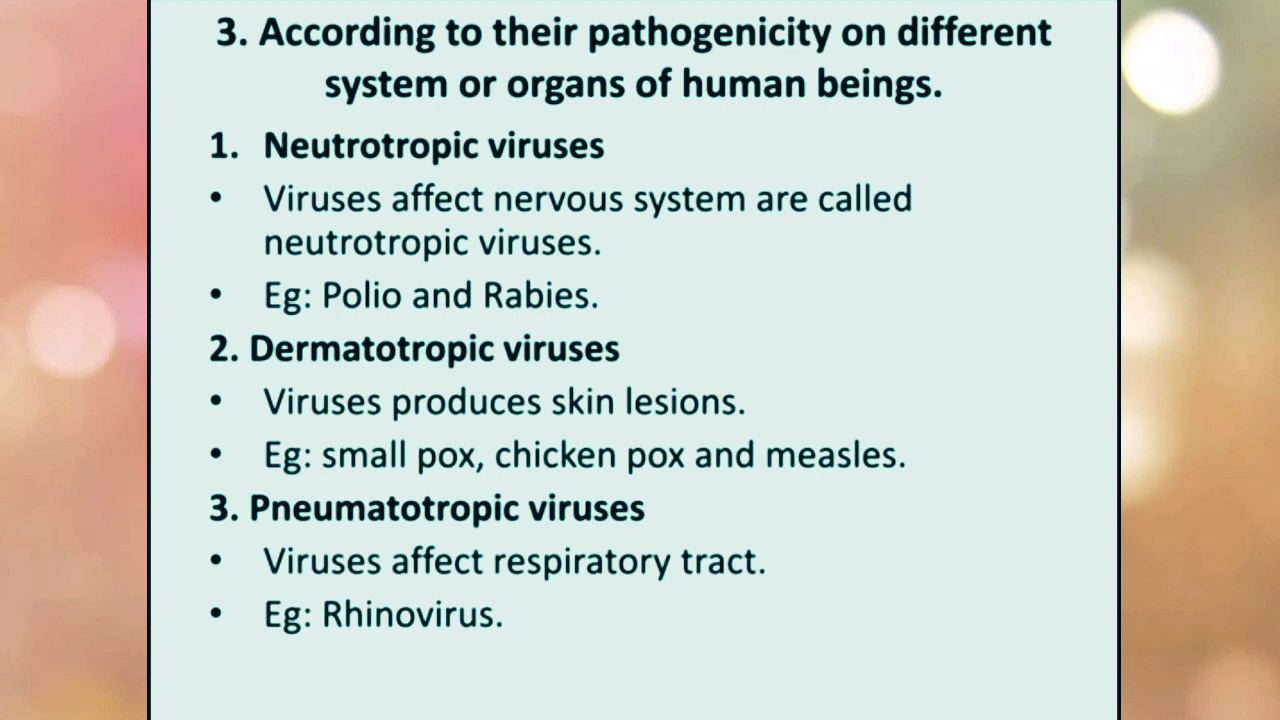 3. According to their pathogenicity on different
system or organs of human beings.
1. Neutrotropic viruses
• Viruses affect nervous system are called
neutrotropic viruses.
• Eg: Polio and Rabies.
2. Dermatotropic viruses
• Viruses produces skin lesions.
• Eg: small pox, chicken pox and measles.
3. Pneumatotropic viruses
• Viruses affect respiratory tract.
• Eg: Rhinovirus.